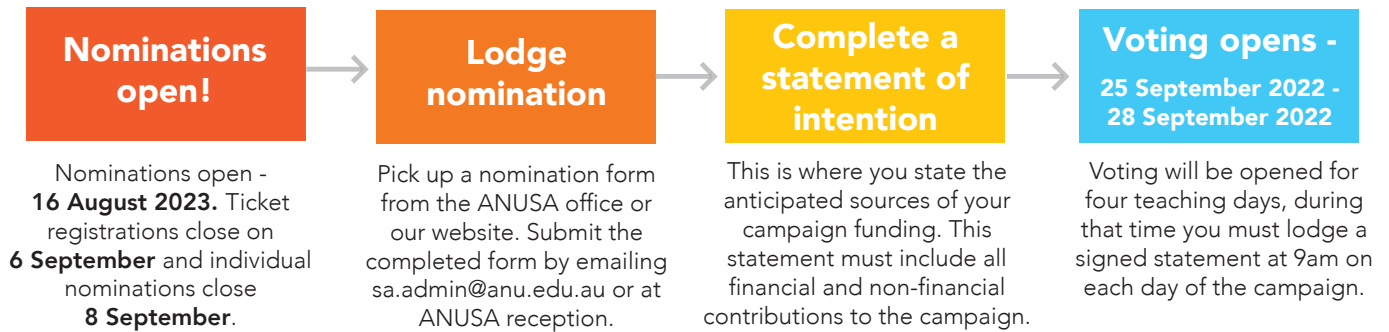 Nominations
open!
Nominations open -
16 August 2023. Ticket
registrations close on
6 September and individual
nominations close
8 September.
Lodge
nomination
Pick up a nomination form
from the ANUSA office or
our website. Submit the
completed form by emailing
sa.admin@anu.edu.au or at
ANUSA reception.
Complete a
statement of
intention
This is where you state the
anticipated sources of your
campaign funding. This
statement must include all
financial and non-financial
contributions to the campaign.
Voting opens -
25 September 2022 -
28 September 2022
Voting will be opened for
four teaching days, during
that time you must lodge a
signed statement at 9am on
each day of the campaign.